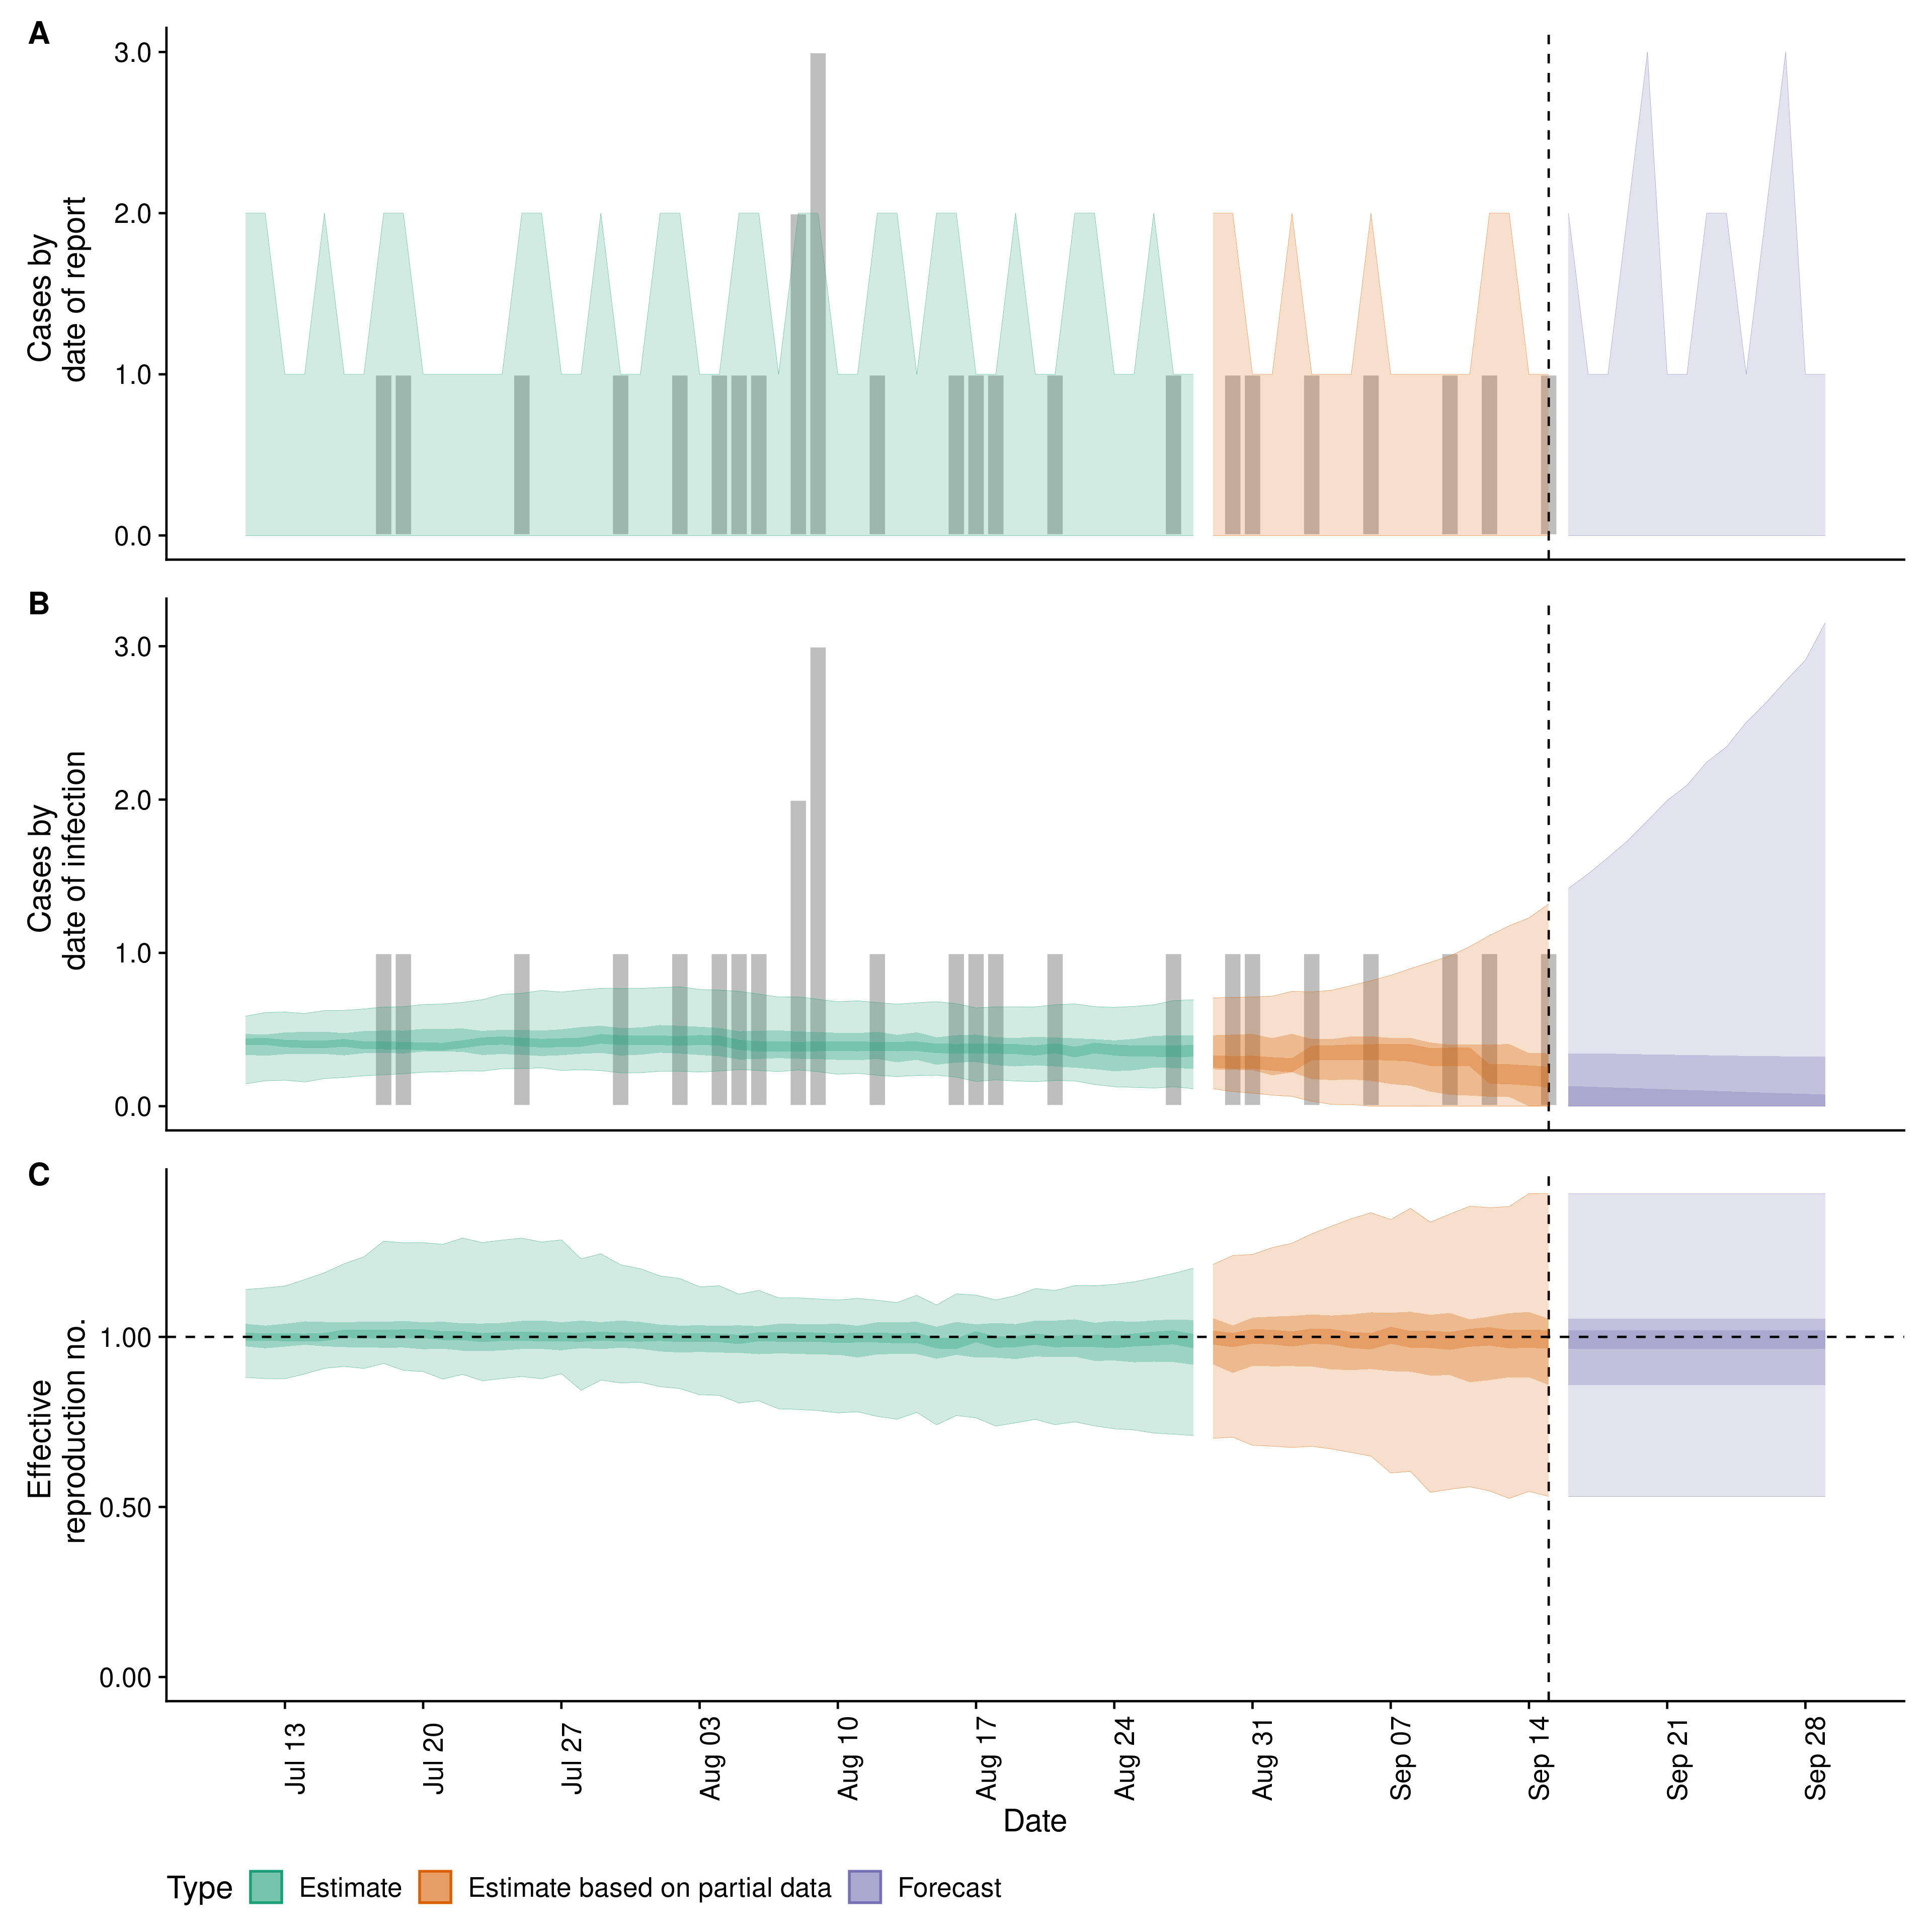 A
Cases by
date of report
3.0
2.0
1.0
0.0
B
Cases by
date of infection
3.0
2.0
1.0
0.0
C
Effective
reproduction no.
1.00
0.50
0.00
Jul 13
Jul 20
Jul 27
Aug 03
Aug 10
Aug 17
Aug 24
Aug 31
Sep 07
Sep 14
Sep 21
Sep 28
Date
Type Estimate Estimate based on partial data Forecast